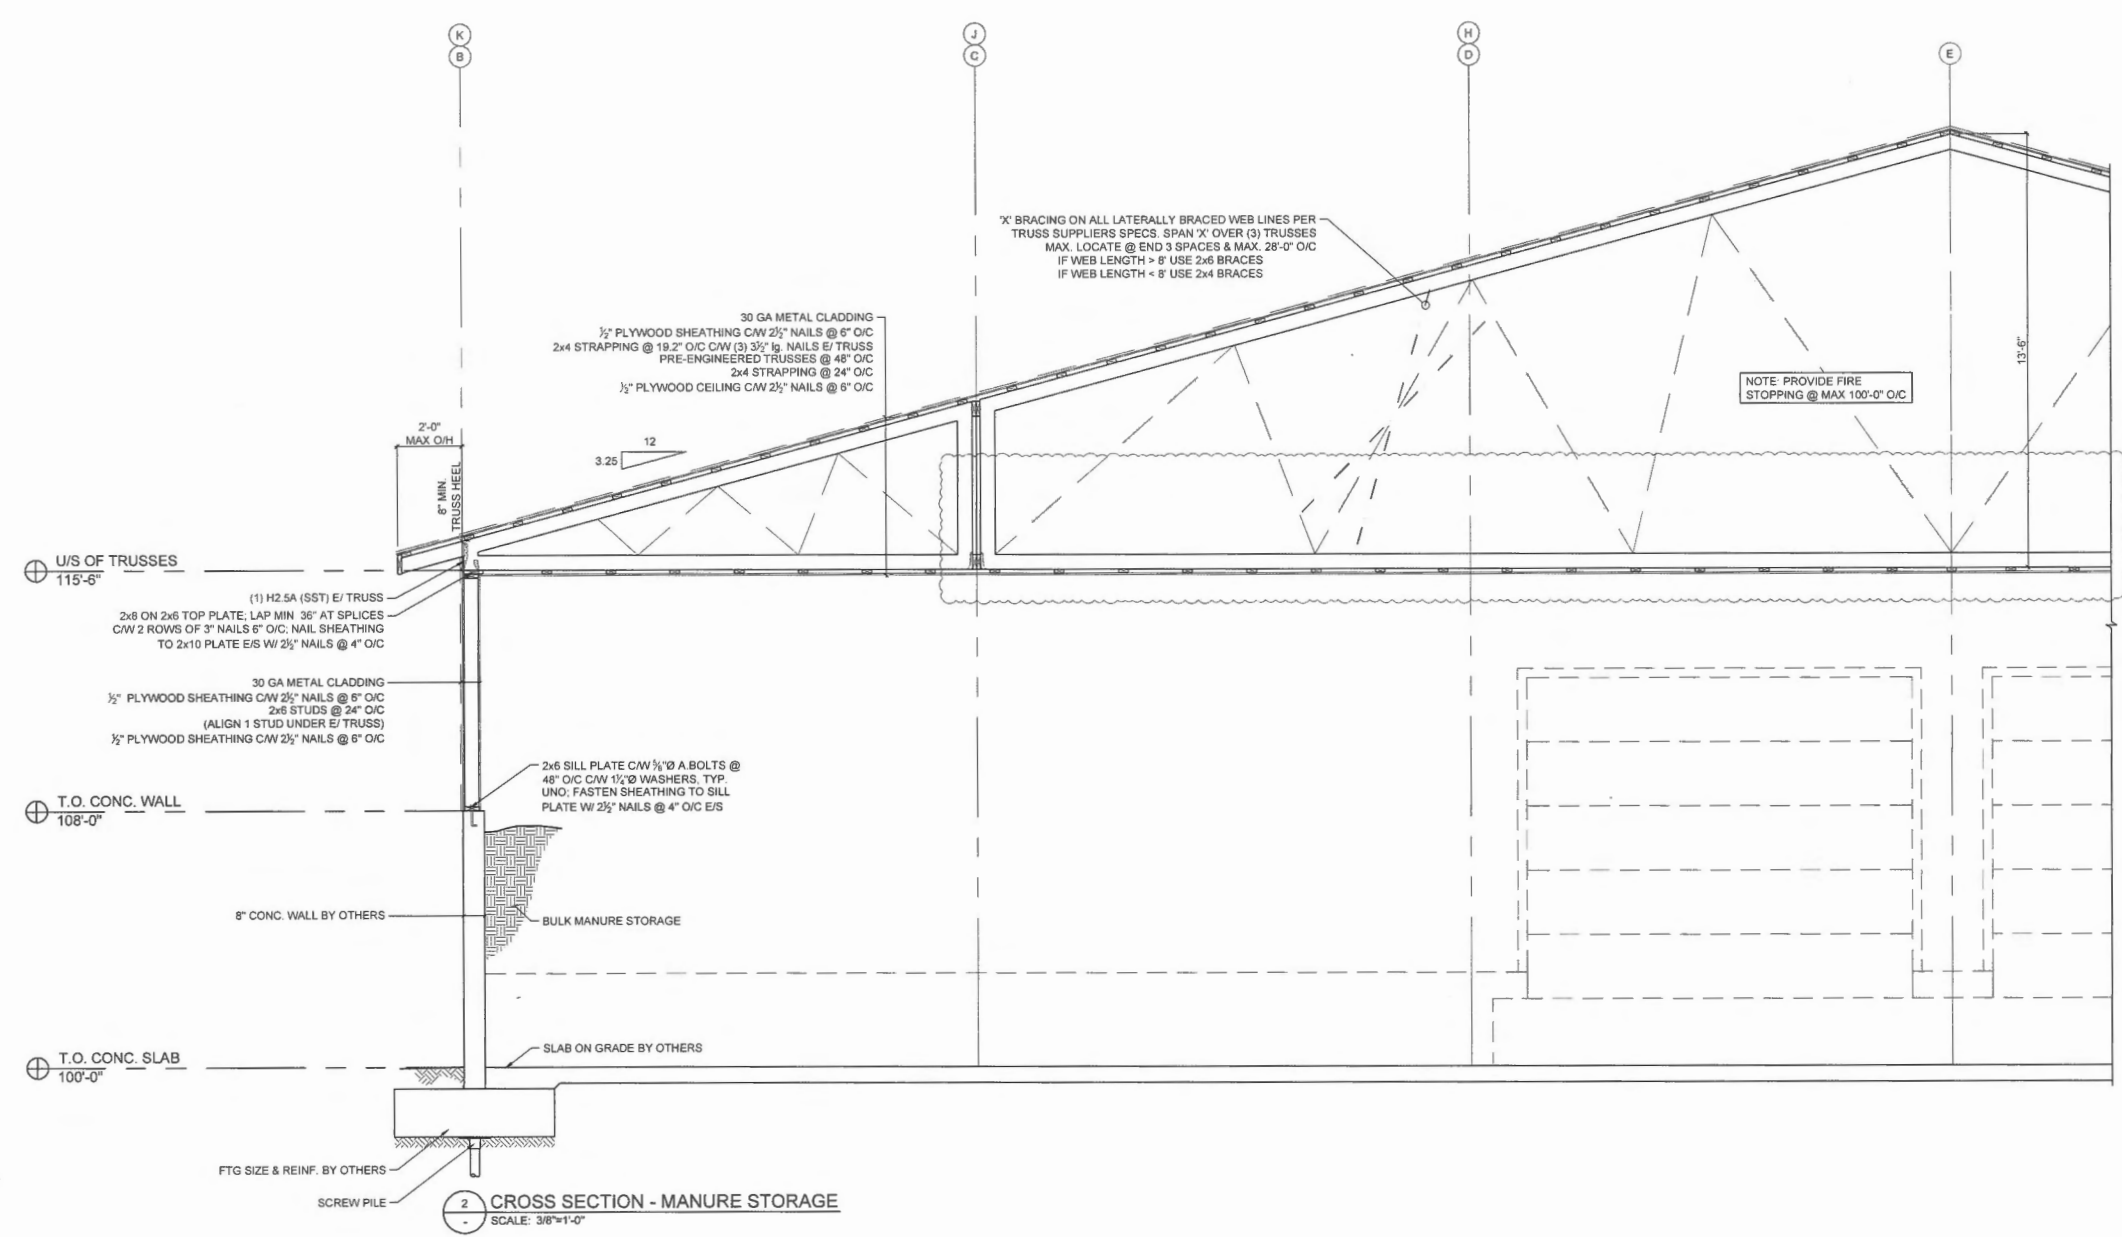 K
B
J
C
H
D
E
'X' BRACING ON ALL LATERALLY BRACED WEB LINES PER
TRUSS SUPPLIERS SPECS. SPAN 'X' OVER (3) TRUSSES
MAX. LOCATE @ END 3 SPACES & MAX. 28'-0" O/C
IF WEB LENGTH > 8' USE 2x6 BRACES
IF WEB LENGTH < 8' USE 2x4 BRACES
30 GA METAL CLADDING
½" PLYWOOD SHEATHING C/W 2½" NAILS @ 6" O/C
2x4 STRAPPING @ 19.2" O/C C/W (3) 3½" lg. NAILS E/ TRUSS
PRE-ENGINEERED TRUSSES @ 48" O/C
2x4 STRAPPING @ 24" O/C
½" PLYWOOD CEILING C/W 2½" NAILS @ 6" O/C
13'-6"
NOTE: PROVIDE FIRE
STOPPING @ MAX 100'-0" O/C
2'-0"
MAX O/H
12
3.25
8" MIN.
TRUSS HEEL
U/S OF TRUSSES
115'-6"
(1) H2.5A (SST) E/ TRUSS
2x8 ON 2x6 TOP PLATE; LAP MIN 36" AT SPLICES
C/W 2 ROWS OF 3" NAILS 6" O/C; NAIL SHEATHING
TO 2x10 PLATE E/S W/ 2½" NAILS @ 4" O/C
30 GA METAL CLADDING
½" PLYWOOD SHEATHING C/W 2½" NAILS @ 6" O/C
2x6 STUDS @ 24" O/C
(ALIGN 1 STUD UNDER E/ TRUSS)
½" PLYWOOD SHEATHING C/W 2½" NAILS @ 6" O/C
2x6 SILL PLATE C/W ⅝"Ø A.BOLTS @
48" O/C C/W 1¼"Ø WASHERS, TYP.
UNO; FASTEN SHEATHING TO SILL
PLATE W/ 2½" NAILS @ 4" O/C E/S
T.O. CONC. WALL
108'-0"
8" CONC. WALL BY OTHERS
BULK MANURE STORAGE
SLAB ON GRADE BY OTHERS
T.O. CONC. SLAB
100'-0"
FTG SIZE & REINF. BY OTHERS
SCREW PILE
2
-
CROSS SECTION - MANURE STORAGE
SCALE: 3/8"=1'-0"